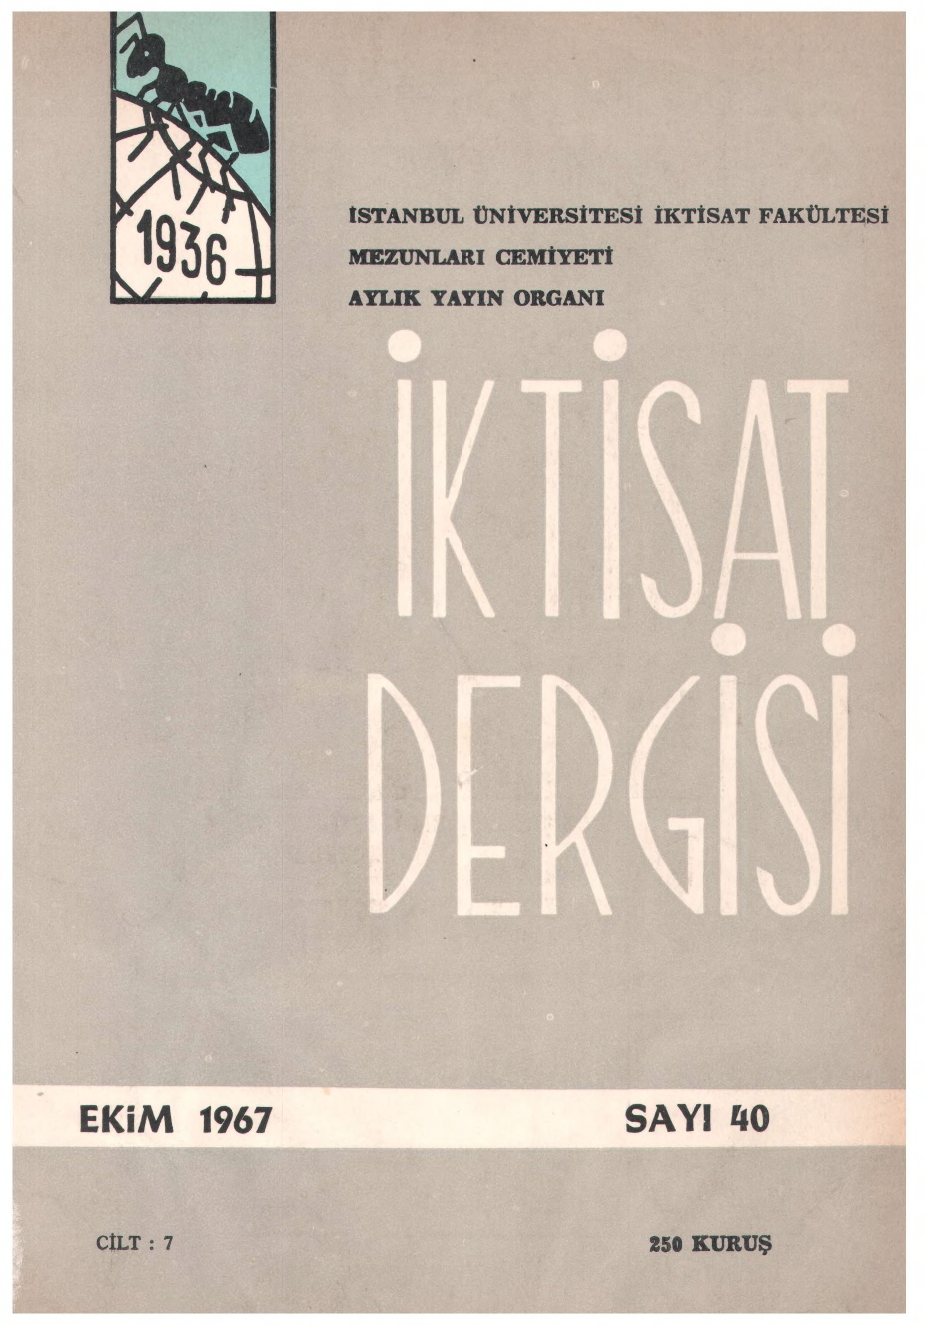 1936
İSTANBUL ÜNİVERSİTESİ İKTİSAT FAKÜLTESİ
MEZUNLARI CEMİYETİ
AYLIK YAYIN ORGANI
İKTİSAT
DERGİSİ
EKİM 1967 SAYI 40
CİLT : 7 250 KURUŞ